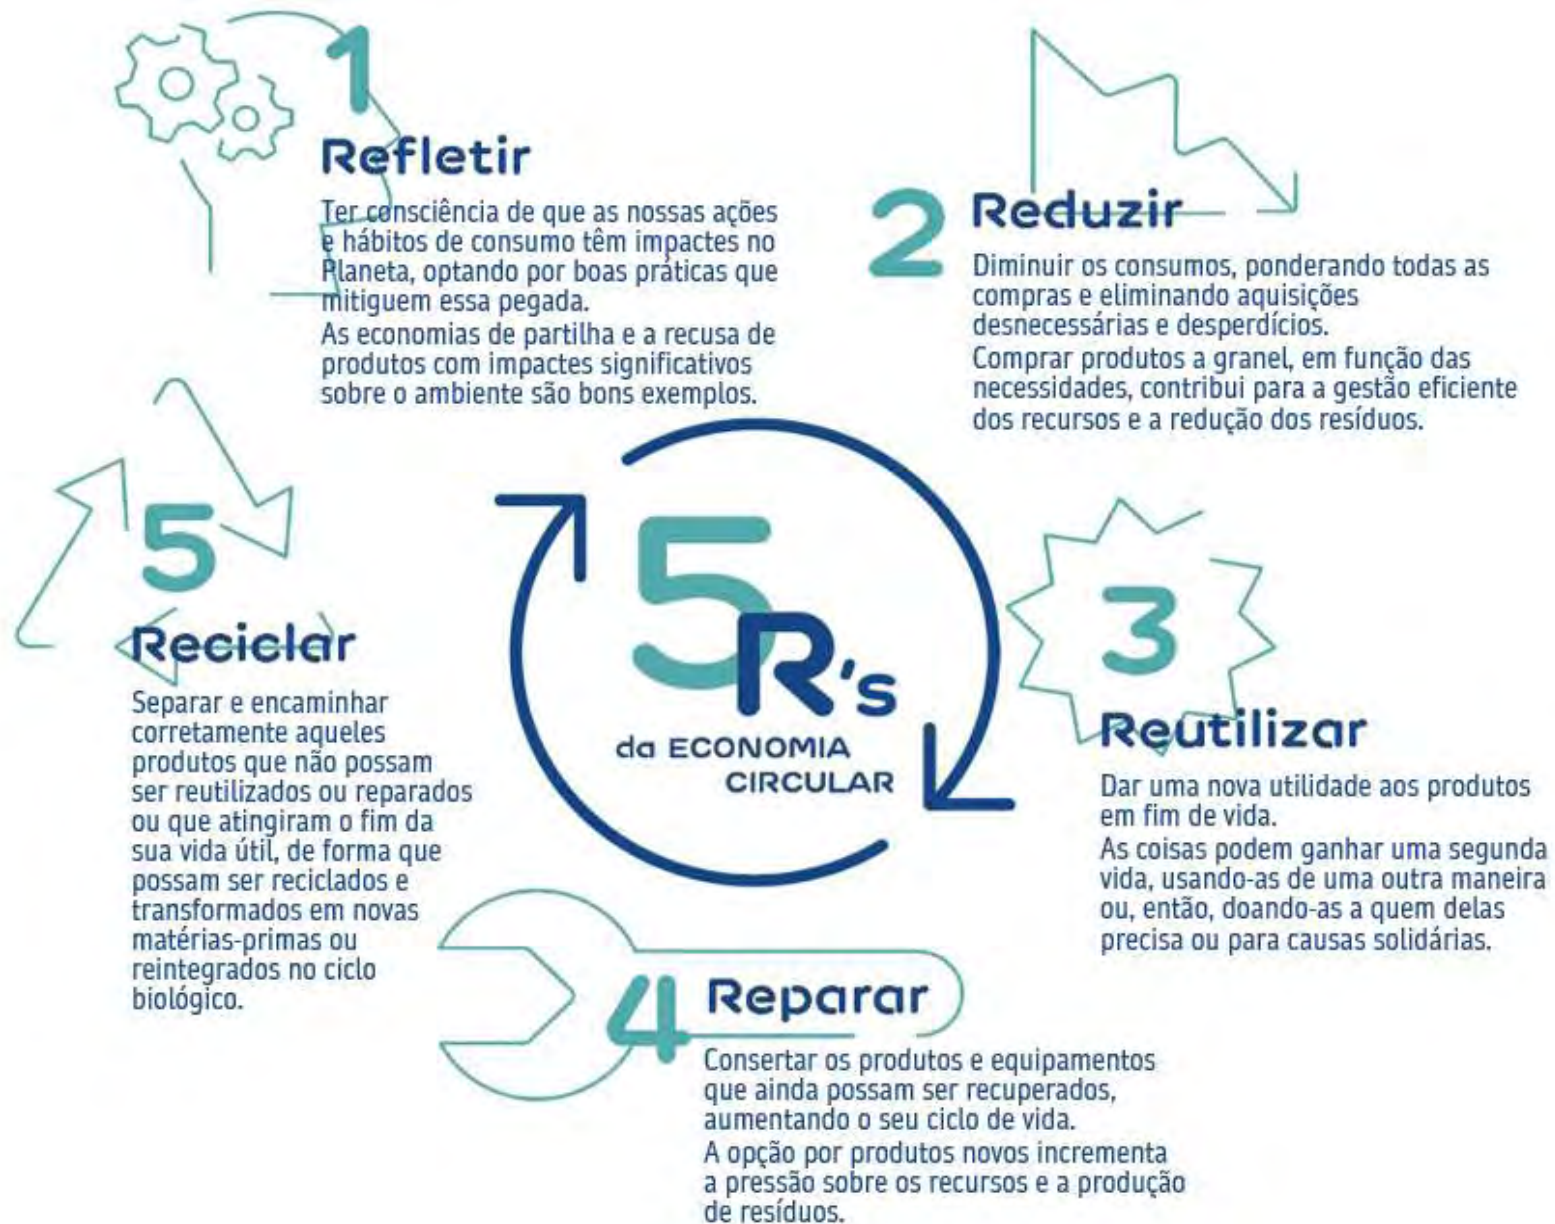 1
Refletir
Ter consciência de que as nossas ações
e hábitos de consumo têm impactes no
Planeta, optando por boas práticas que
mitiguem essa pegada.
As economias de partilha e a recusa de
produtos com impactes significativos
sobre o ambiente são bons exemplos.
2
Reduzir
Diminuir os consumos, ponderando todas as
compras e eliminando aquisições
desnecessárias e desperdícios.
Comprar produtos a granel, em função das
necessidades, contribui para a gestão eficiente
dos recursos e a redução dos resíduos.
5
R's
da ECONOMIA
CIRCULAR
3
Reutilizar
Dar uma nova utilidade aos produtos
em fim de vida.
As coisas podem ganhar uma segunda
vida, usando-as de uma outra maneira
ou, então, doando-as a quem delas
precisa ou para causas solidárias.
4
Reparar
Consertar os produtos e equipamentos
que ainda possam ser recuperados,
aumentando o seu ciclo de vida.
A opção por produtos novos incrementa
a pressão sobre os recursos e a produção
de resíduos.
5
Reciclar
Separar e encaminhar
corretamente aqueles
produtos que não possam
ser reutilizados ou reparados
ou que atingiram o fim da
sua vida útil, de forma que
possam ser reciclados e
transformados em novas
matérias-primas ou
reintegrados no ciclo
biológico.